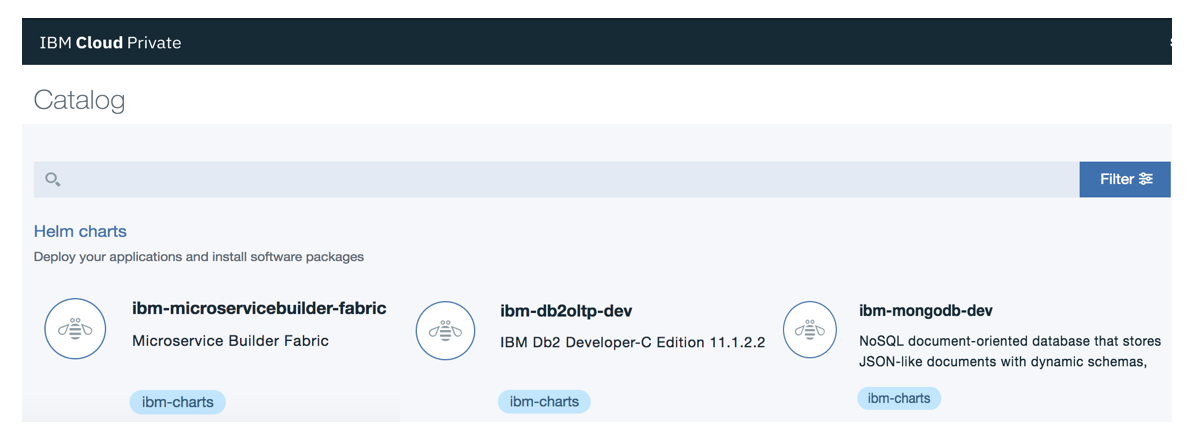 IBM Cloud Private
Catalog
Filter
Helm charts
Deploy your applications and install software packages
ibm-microservicebuilder-fabric
Microservice Builder Fabric
ibm-charts
ibm-db2oltp-dev
IBM Db2 Developer-C Edition 11.1.2.2
ibm-charts
ibm-mongodb-dev
NoSQL document-oriented database that stores
JSON-like documents with dynamic schemas,
ibm-charts